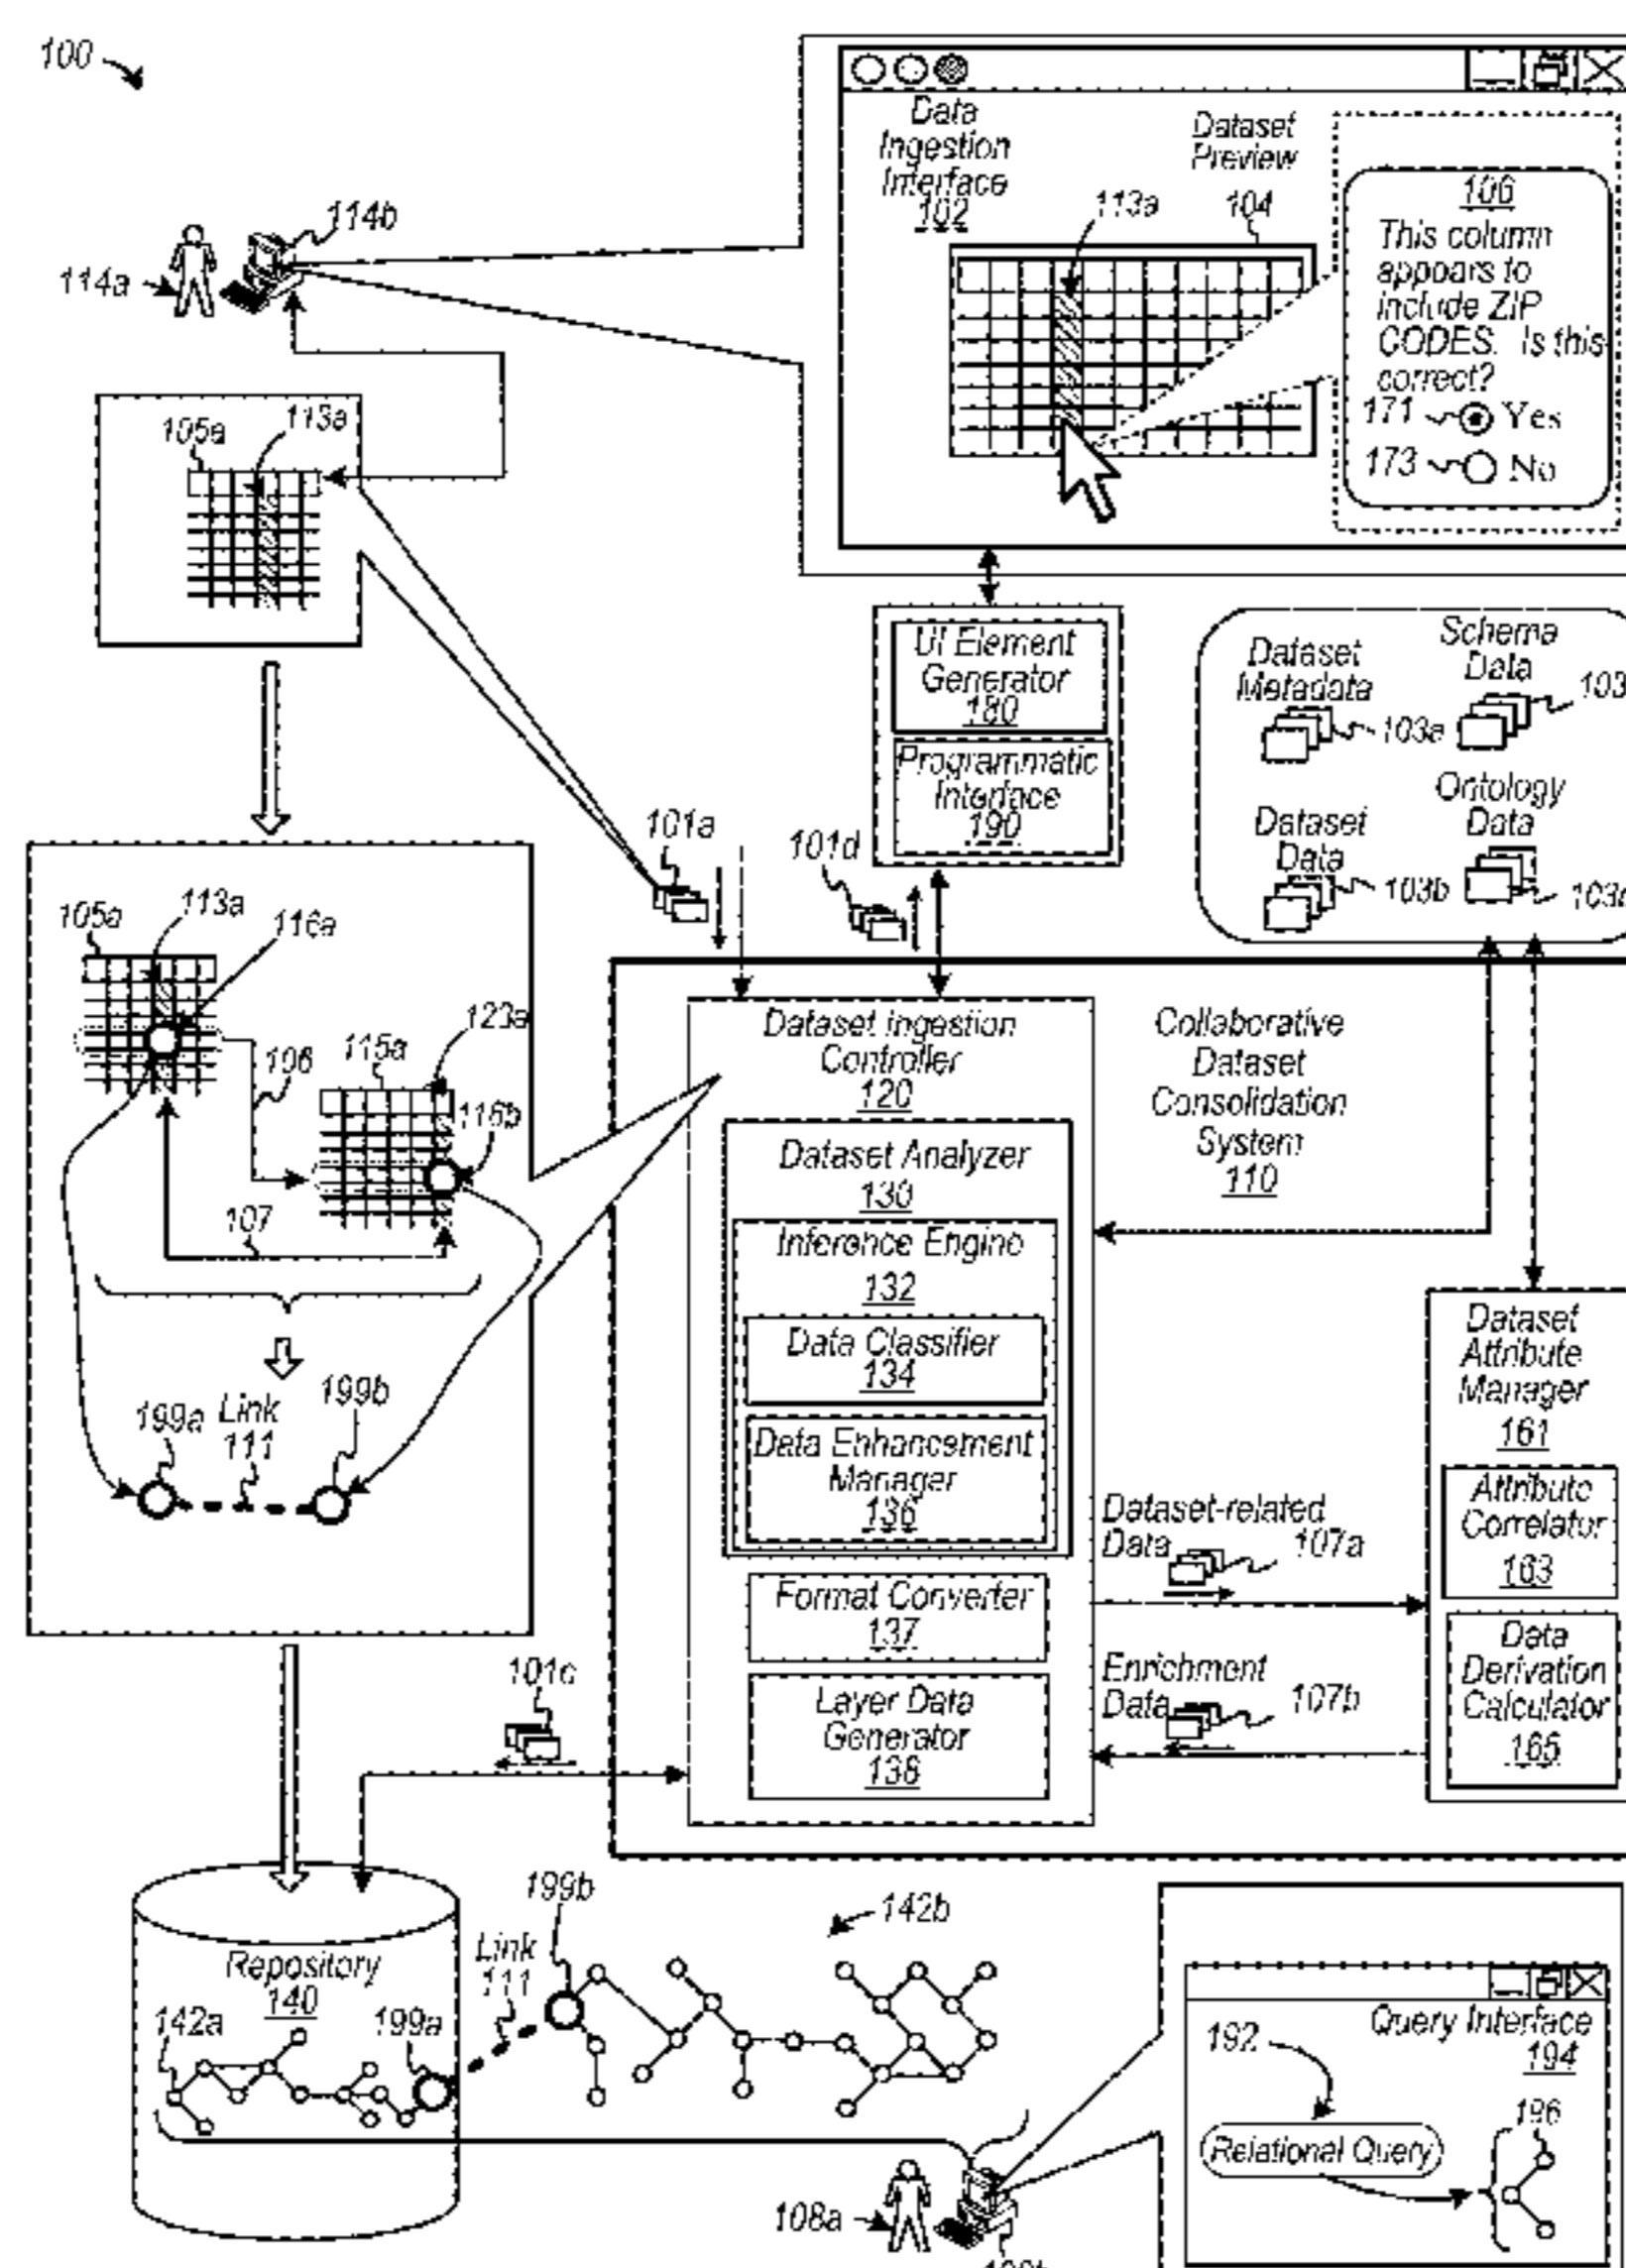 100
Data
Ingestion
Interface
102
Dataset
Preview
113a
104
106
This column
appears to
include ZIP
CODES. Is this
correct?
171
Yes
173
No
114b
114a
105a
113a
UI Element
Generator
180
Programmatic
Interface
190
Dataset
Metadata
103a
Schema
Data
103
Dataset
Data
103b
Ontology
Data
101a
101d
105a
113a
116a
106
115a
123a
116b
107
199a
Link
111
199b
Dataset Ingestion
Controller
120
Dataset Analyzer
130
Inference Engine
132
Data Classifier
134
Data Enhancement
Manager
136
Format Converter
137
Layer Data
Generator
138
Collaborative
Dataset
Consolidation
System
110
Dataset-related
Data
107a
Enrichment
Data
107b
Dataset
Attribute
Manager
161
Attribute
Correlator
163
Data
Derivation
Calculator
165
101c
Repository
140
142a
199a
Link
111
199b
142b
108a
Query Interface
194
192
Relational Query
196